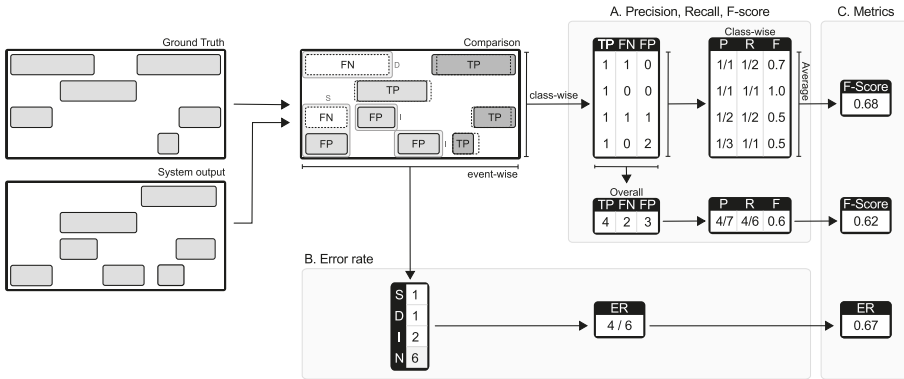 A. Precision, Recall, F-score
C. Metrics
Ground Truth
Comparison
FN D TP
TP
S
FN FP I TP
FP FP I TP
event-wise
class-wise
System output
TP FN FP
1 1 0
1 0 0
1 1 1
1 0 2
Class-wise
P R F
1/1 1/2 0.7
1/1 1/1 1.0
1/2 1/2 0.5
1/3 1/1 0.5
Average
F-Score
0.68
Overall
TP FN FP
4 2 3
P R F
4/7 4/6 0.6
F-Score
0.62
B. Error rate
S 1
D 1
I 2
N 6
ER
4 / 6
ER
0.67